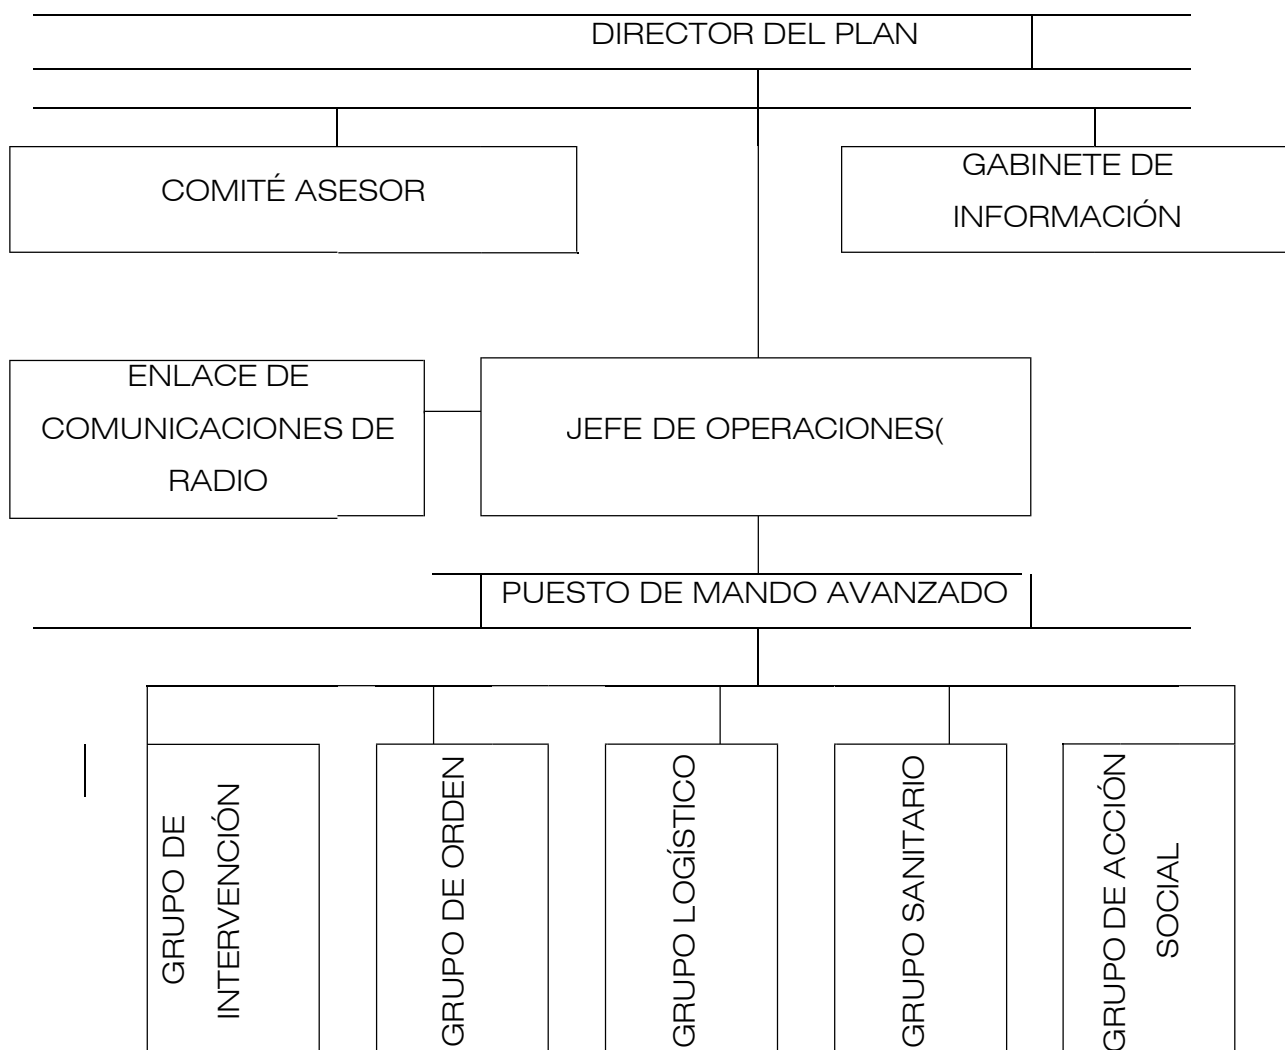 DIRECTOR DEL PLAN
COMITÉ ASESOR
GABINETE DE
INFORMACIÓN
ENLACE DE
COMUNICACIONES DE
RADIO
JEFE DE OPERACIONES(
PUESTO DE MANDO AVANZADO
GRUPO DE
INTERVENCIÓN
GRUPO DE ORDEN
GRUPO LOGÍSTICO
GRUPO SANITARIO
GRUPO DE ACCIÓN
SOCIAL